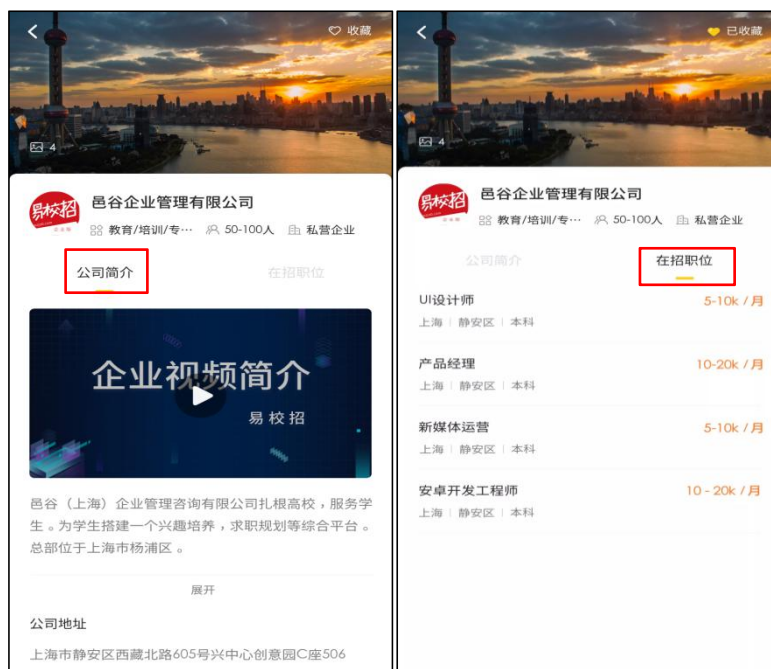 收藏
4
易校招
企业版
邑谷企业管理有限公司
教育/培训/专… 50-100人 私营企业
公司简介 在招职位
企业视频简介
易校招
邑谷（上海）企业管理咨询有限公司扎根高校，服务学
生。为学生搭建一个兴趣培养，求职规划等综合平台。
总部位于上海市杨浦区。
展开
公司地址
上海市静安区西藏北路605号兴中心创意园C座506
已收藏
4
易校招
企业版
邑谷企业管理有限公司
教育/培训/专… 50-100人 私营企业
公司简介 在招职位
UI设计师 5-10k /月
上海 | 静安区 | 本科
产品经理 10-20k /月
上海 | 静安区 | 本科
新媒体运营 5-10k /月
上海 | 静安区 | 本科
安卓开发工程师 10 - 20k /月
上海 | 静安区 | 本科